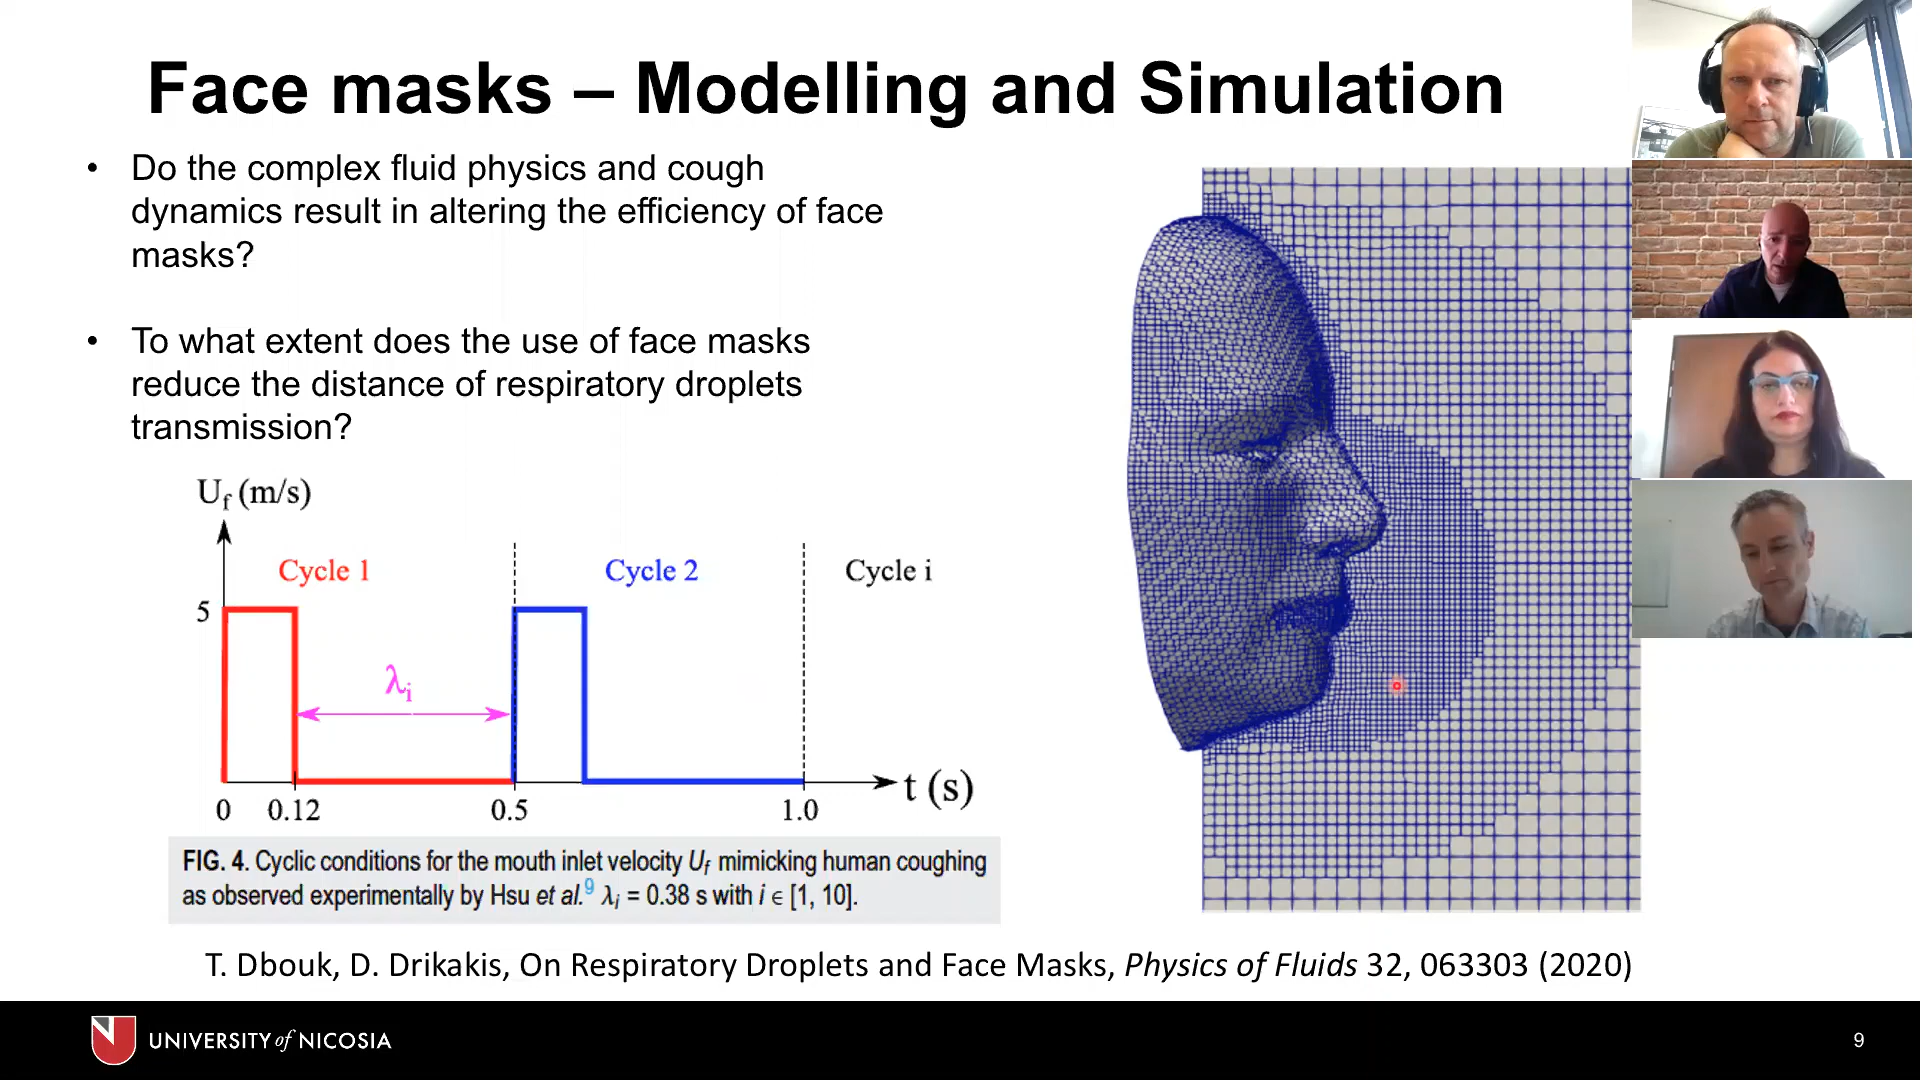 Face masks – Modelling and Simulation
• Do the complex fluid physics and cough
dynamics result in altering the efficiency of face
masks?
• To what extent does the use of face masks
reduce the distance of respiratory droplets
transmission?
Uf (m/s)
Cycle 1
Cycle 2
Cycle i
5
λi
0
0.12
0.5
1.0
t (s)
FIG. 4. Cyclic conditions for the mouth inlet velocity Uf mimicking human coughing
as observed experimentally by Hsu et al.9 λi = 0.38 s with i ∈ [1, 10].
T. Dbouk, D. Drikakis, On Respiratory Droplets and Face Masks, Physics of Fluids 32, 063303 (2020)
UNIVERSITY of NICOSIA
9